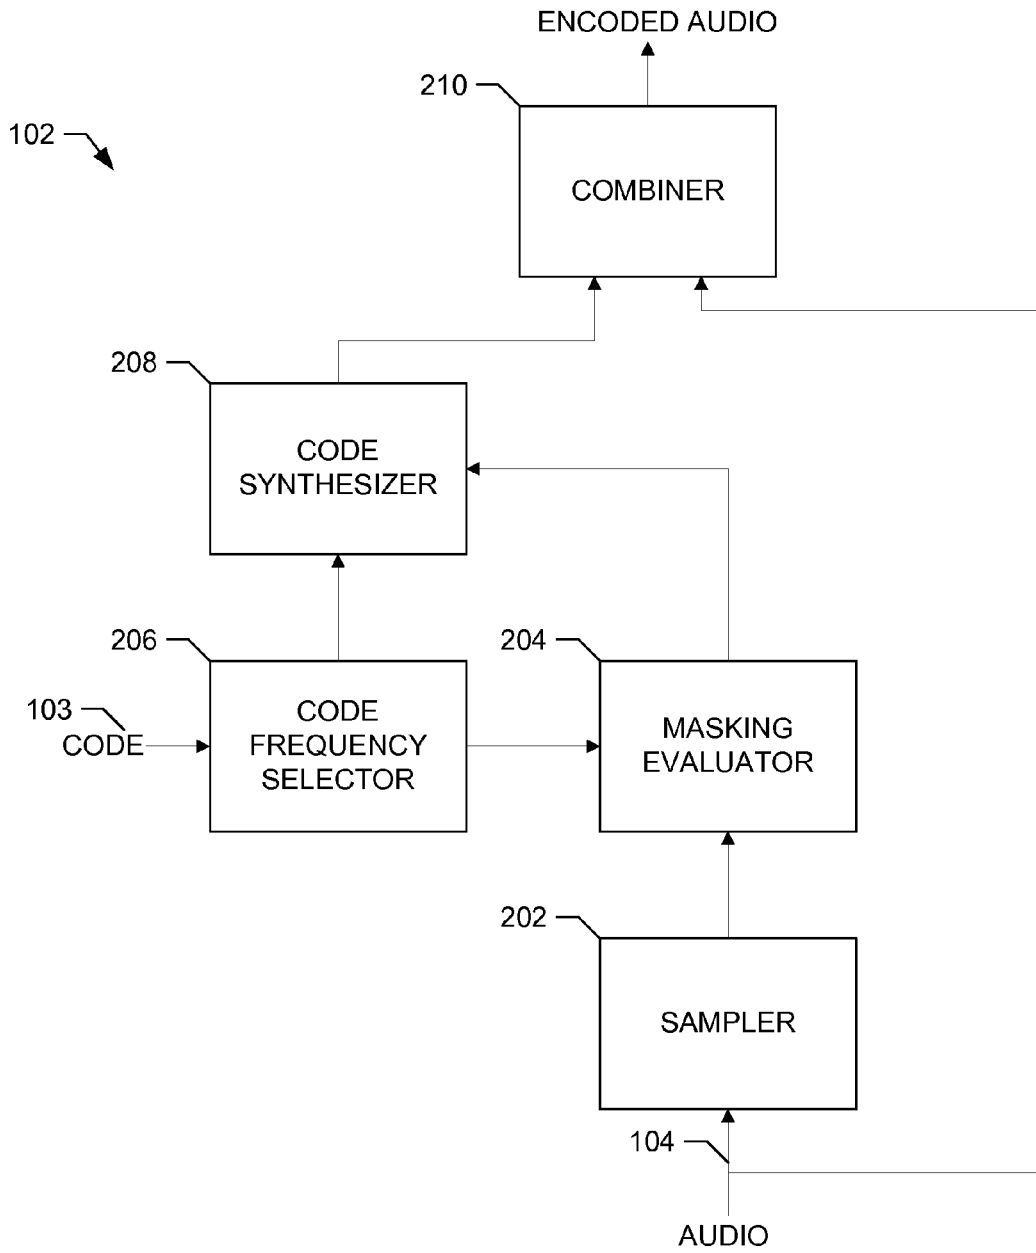 ENCODED AUDIO
210
102
COMBINER
208
CODE
SYNTHESIZER
206
204
103
CODE
CODE
FREQUENCY
SELECTOR
MASKING
EVALUATOR
202
SAMPLER
104
AUDIO